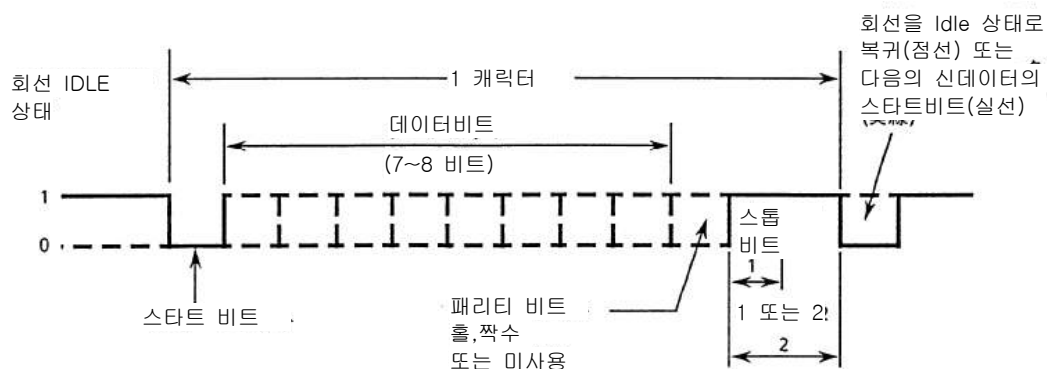 회선을 Idle 상태로
복귀(점선) 또는
다음의 신데이터의
스타트비트(실선)
회선 IDLE
상태
1 캐릭터
데이터비트
(7~8 비트)
1
0
스톱
비트
1
스타트 비트
패리티 비트
홀,짝수
또는 미사용
1 또는 2
2